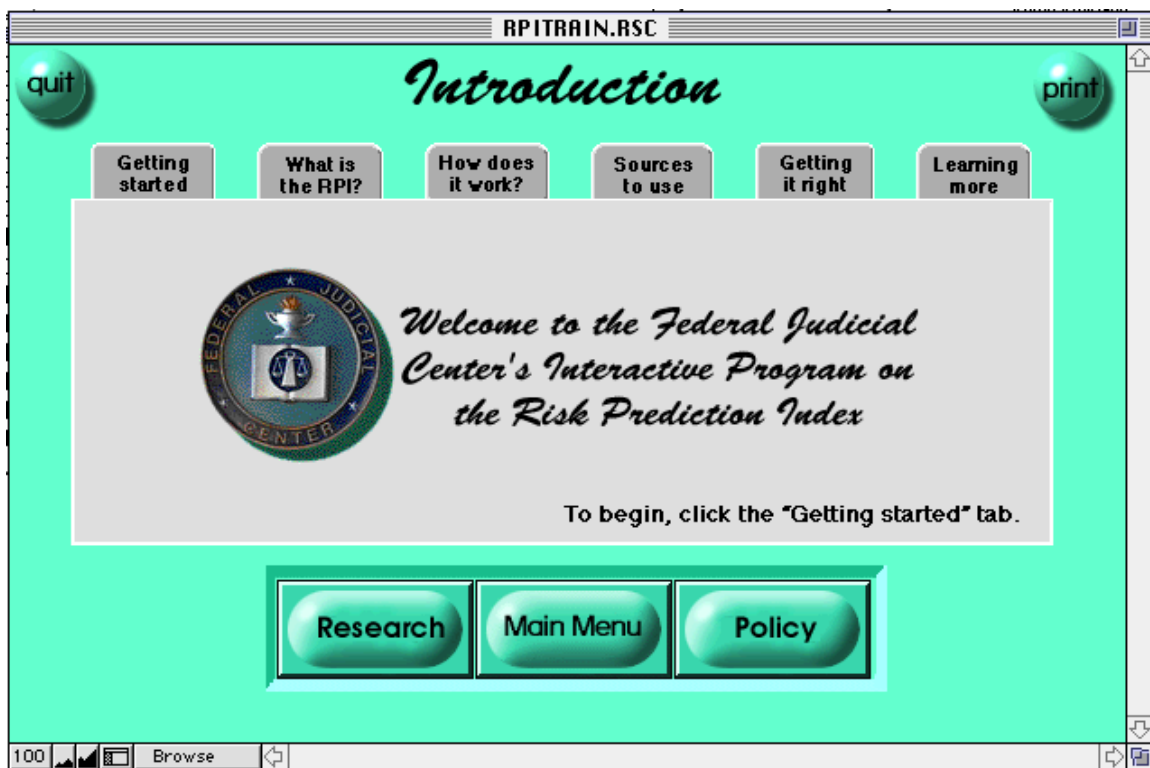 RPITRAIN.RSC
quit
Introduction
print
Getting
started
What is
the RPI?
How does
it work?
Sources
to use
Getting
it right
Learning
more
FEDERAL JUDICIAL
CENTER
Welcome to the Federal Judicial
Center's Interactive Program on
the Risk Prediction Index
To begin, click the “Getting started” tab.
Research
Main Menu
Policy
100
Browse